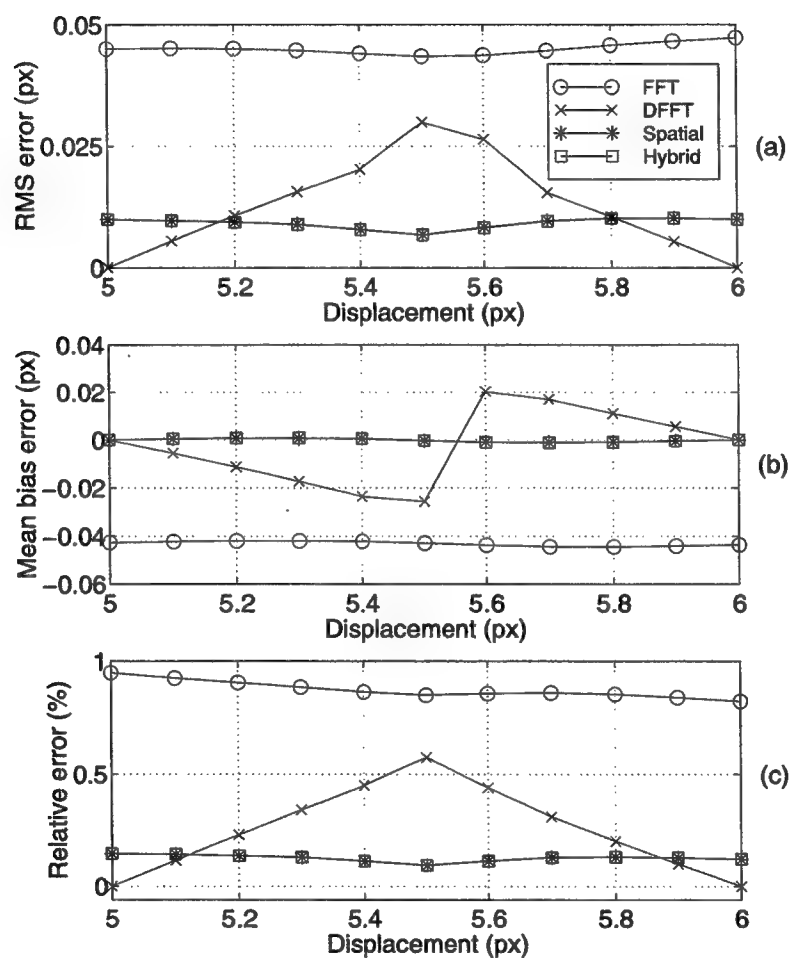 0.05
0.025
0
RMS error (px)
FFT
DFFT
Spatial
Hybrid
(a)
5 5.2 5.4 5.6 5.8 6
Displacement (px)
0.04
0.02
0
−0.02
−0.04
−0.06
Mean bias error (px)
(b)
5 5.2 5.4 5.6 5.8 6
Displacement (px)
1
0.5
0
Relative error (%)
(c)
5 5.2 5.4 5.6 5.8 6
Displacement (px)